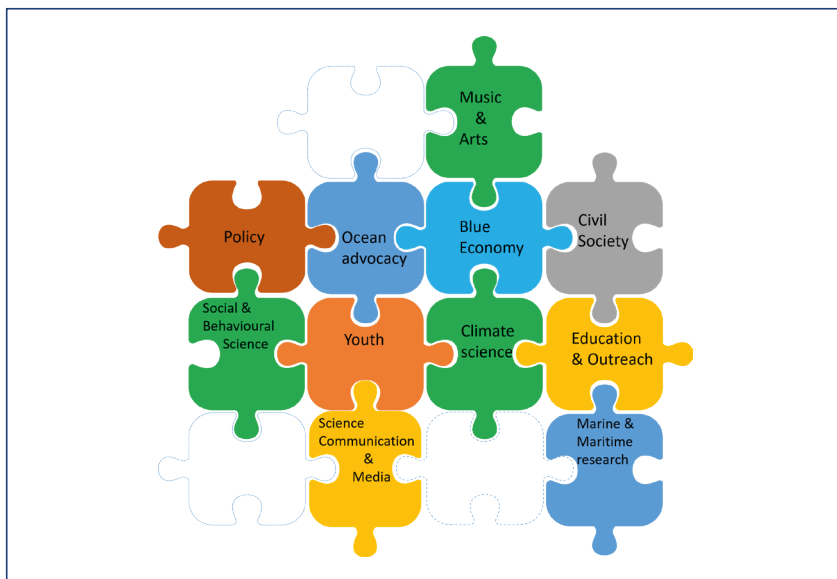 Music
&
Arts
Policy
Ocean
advocacy
Blue
Economy
Civil
Society
Social &
Behavioural
Science
Youth
Climate
science
Education
& Outreach
Science
Communication
&
Media
Marine &
Maritime
research